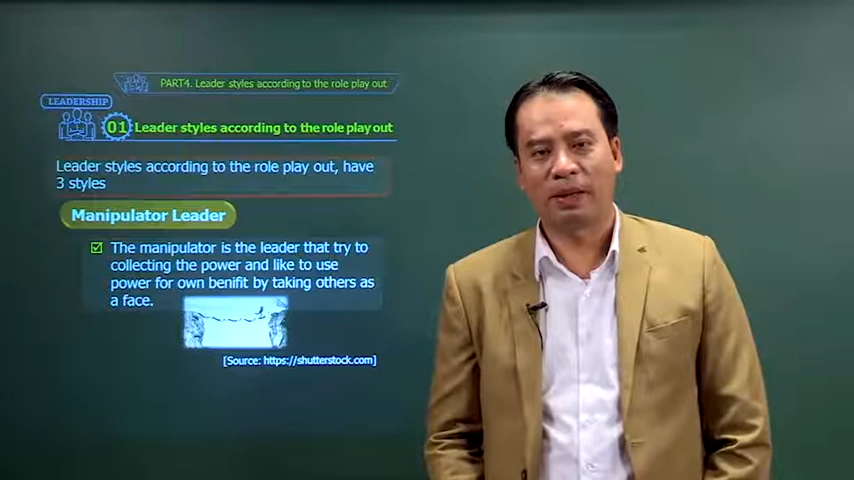 PART4. Leader styles according to the role play out
LEADERSHIP
01 Leader styles according to the role play out
Leader styles according to the role play out, have
3 styles
Manipulator Leader
The manipulator is the leader that try to
collecting the power and like to use
power for own benifit by taking others as
a face.
[Source: https://shutterstock.com]